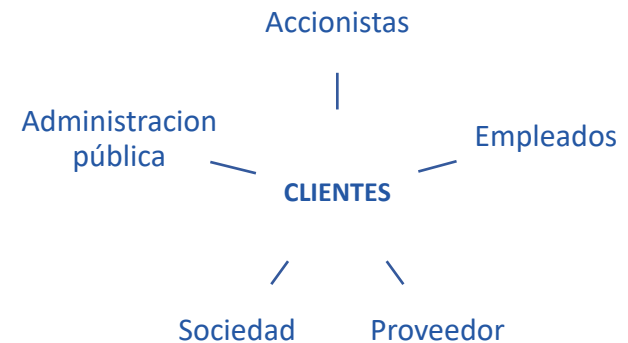 Accionistas
Administracion
pública
Empleados
CLIENTES
Sociedad
Proveedor